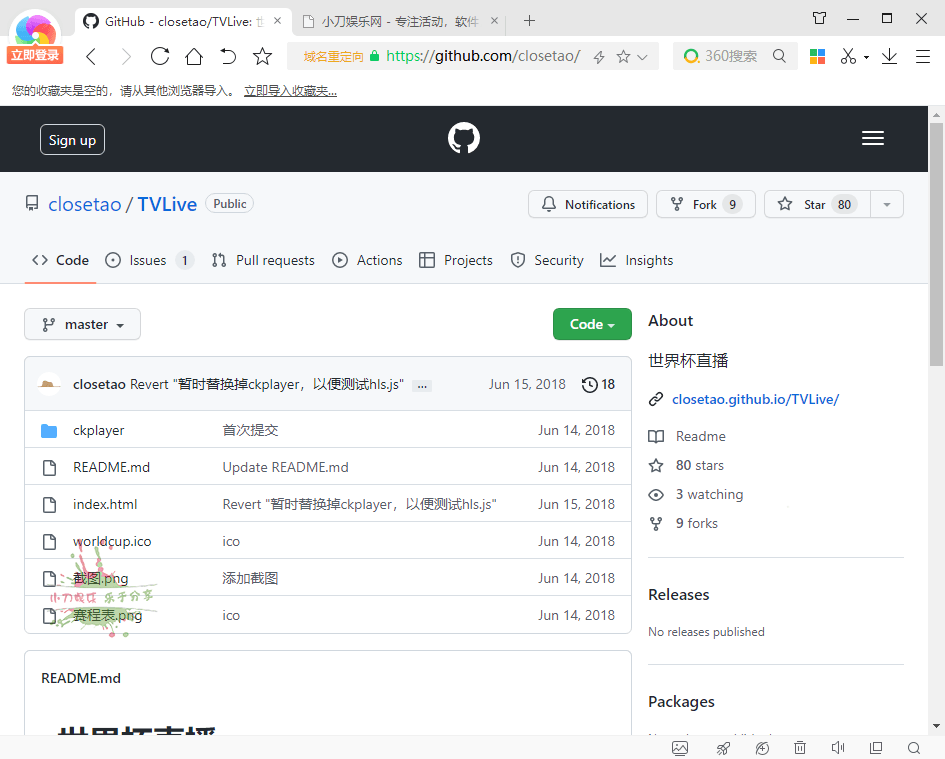 GitHub - closetao/TVLive: 世
小刀娱乐网 - 专注活动，软件
立即登录
域名重定向 https://github.com/closetao/
360搜索
您的收藏夹是空的，请从其他浏览器导入。 立即导入收藏夹...
Sign up
closetao / TVLive Public
Notifications
Fork 9
Star 80
Code
Issues 1
Pull requests
Actions
Projects
Security
Insights
master
Code
closetao Revert "暂时替换掉ckplayer，以便测试hls.js" ... Jun 15, 2018 18
ckplayer 首次提交 Jun 14, 2018
README.md Update README.md Jun 14, 2018
index.html Revert "暂时替换掉ckplayer，以便测试hls.js" Jun 15, 2018
worldcup.ico ico Jun 14, 2018
截图.png 添加截图 Jun 14, 2018
小刀娱乐 乐于分享
赛程表.png ico Jun 14, 2018
README.md
世界杯直播
About
世界杯直播
closetao.github.io/TVLive/
Readme
80 stars
3 watching
9 forks
Releases
No releases published
Packages